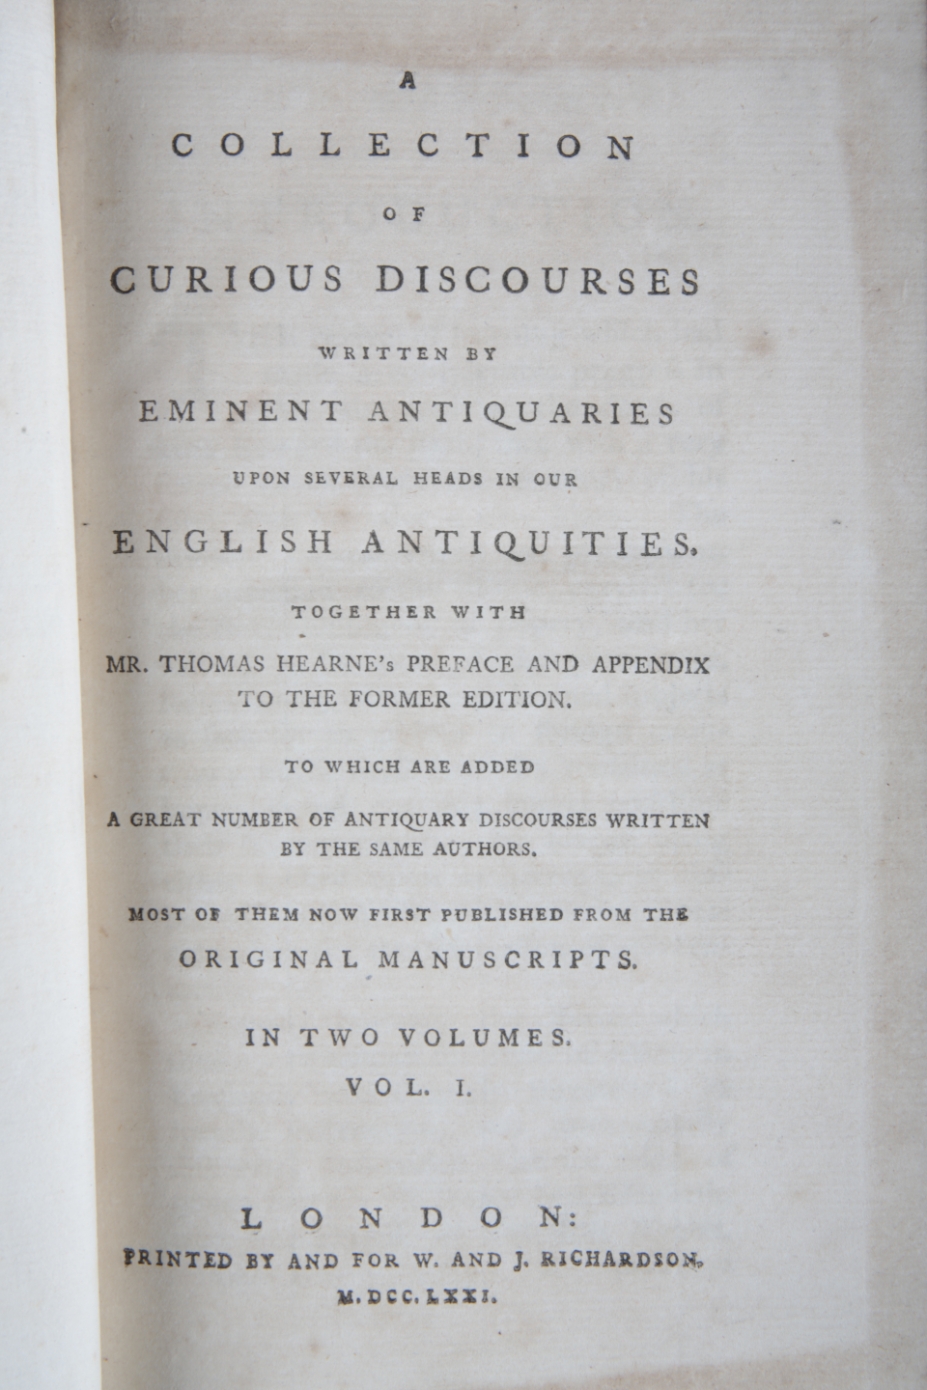 A
COLLECTION
OF
CURIOUS DISCOURSES
WRITTEN BY
EMINENT ANTIQUARIES
UPON SEVERAL HEADS IN OUR
ENGLISH ANTIQUITIES.
TOGETHER WITH
MR. THOMAS HEARNE's PREFACE AND APPENDIX
TO THE FORMER EDITION.
TO WHICH ARE ADDED
A GREAT NUMBER OF ANTIQUARY DISCOURSES WRITTEN
BY THE SAME AUTHORS.
MOST OF THEM NOW FIRST PUBLISHED FROM THE
ORIGINAL MANUSCRIPTS.
IN TWO VOLUMES.
VOL. I.
LONDON:
PRINTED BY AND FOR W. AND J. RICHARDSON.
M.DCC.LXXI.